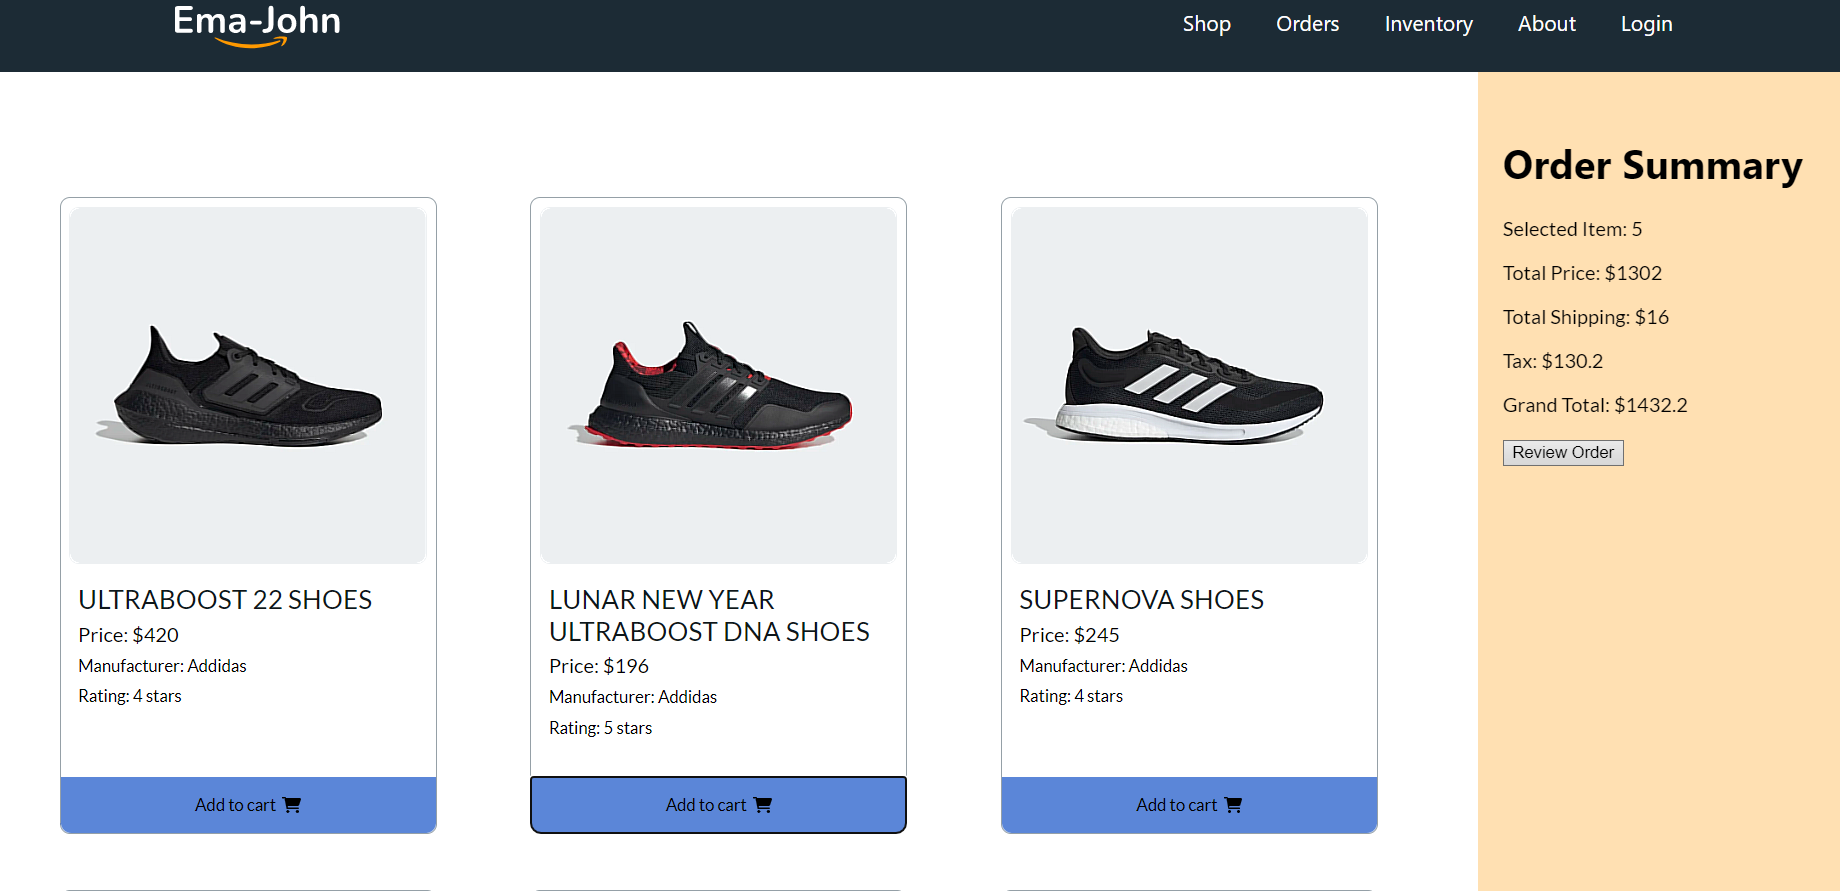 Ema-John
Shop Orders Inventory About Login
ULTRABOOST 22 SHOES
Price: $420
Manufacturer: Addidas
Rating: 4 stars
Add to cart
LUNAR NEW YEAR
ULTRABOOST DNA SHOES
Price: $196
Manufacturer: Addidas
Rating: 5 stars
Add to cart
SUPERNOVA SHOES
Price: $245
Manufacturer: Addidas
Rating: 4 stars
Add to cart
Order Summary
Selected Item: 5
Total Price: $1302
Total Shipping: $16
Tax: $130.2
Grand Total: $1432.2
Review Order